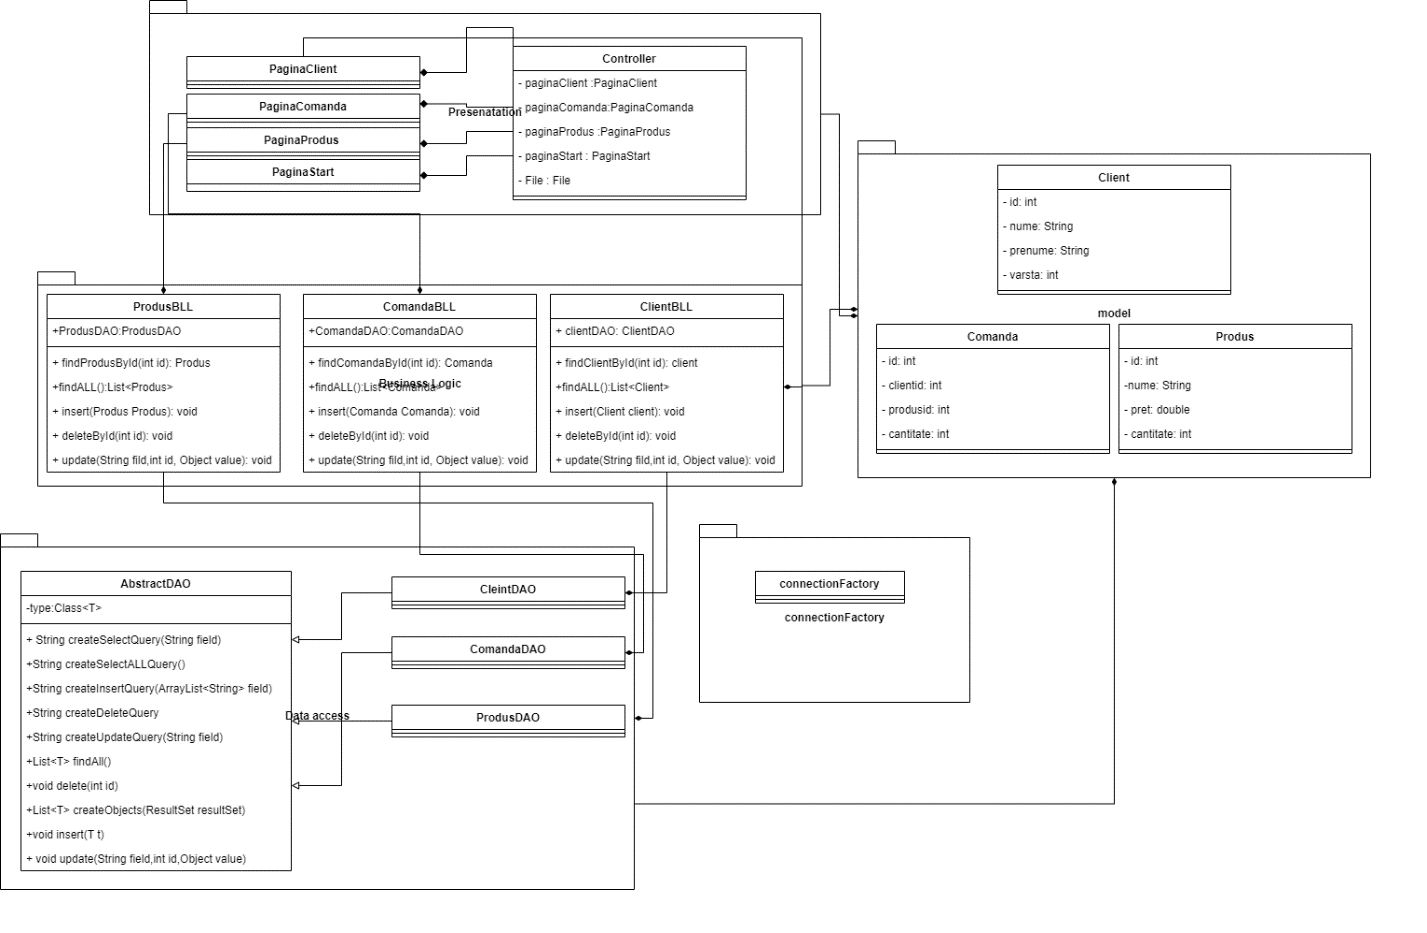 PaginaClient
PaginaComanda
PaginaProdus
PaginaStart
Presenatation
Controller
- paginaClient :PaginaClient
- paginaComanda:PaginaComanda
- paginaProdus :PaginaProdus
- paginaStart : PaginaStart
- File : File
ProdusBLL
+ProdusDAO:ProdusDAO
+ findProdusById(int id): Produs
+findALL():List<Produs>
+ insert(Produs Produs): void
+ deleteById(int id): void
+ update(String fild,int id, Object value): void
ComandaBLL
+ComandaDAO:ComandaDAO
+ findComandaById(int id): Comanda
+findALL():List<Comanda>
+ insert(Comanda Comanda): void
+ deleteById(int id): void
+ update(String fild,int id, Object value): void
Business Logic
ClientBLL
+ clientDAO: ClientDAO
+ findClientById(int id): client
+findALL():List<Client>
+ insert(Client client): void
+ deleteById(int id): void
+ update(String fild,int id, Object value): void
Client
- id: int
- nume: String
- prenume: String
- varsta: int
model
Comanda
- id: int
- clientid: int
- produsid: int
- cantitate: int
Produs
- id: int
-nume: String
- pret: double
- cantitate: int
AbstractDAO
-type:Class<T>
+ String createSelectQuery(String field)
+String createSelectALLQuery()
+String createInsertQuery(ArrayList<String> field)
+String createDeleteQuery
+String createUpdateQuery(String field)
+List<T> findAll()
+void delete(int id)
+List<T> createObjects(ResultSet resultSet)
+void insert(T t)
+ void update(String field,int id,Object value)
Data access
CleintDAO
ComandaDAO
ProdusDAO
connectionFactory
connectionFactory